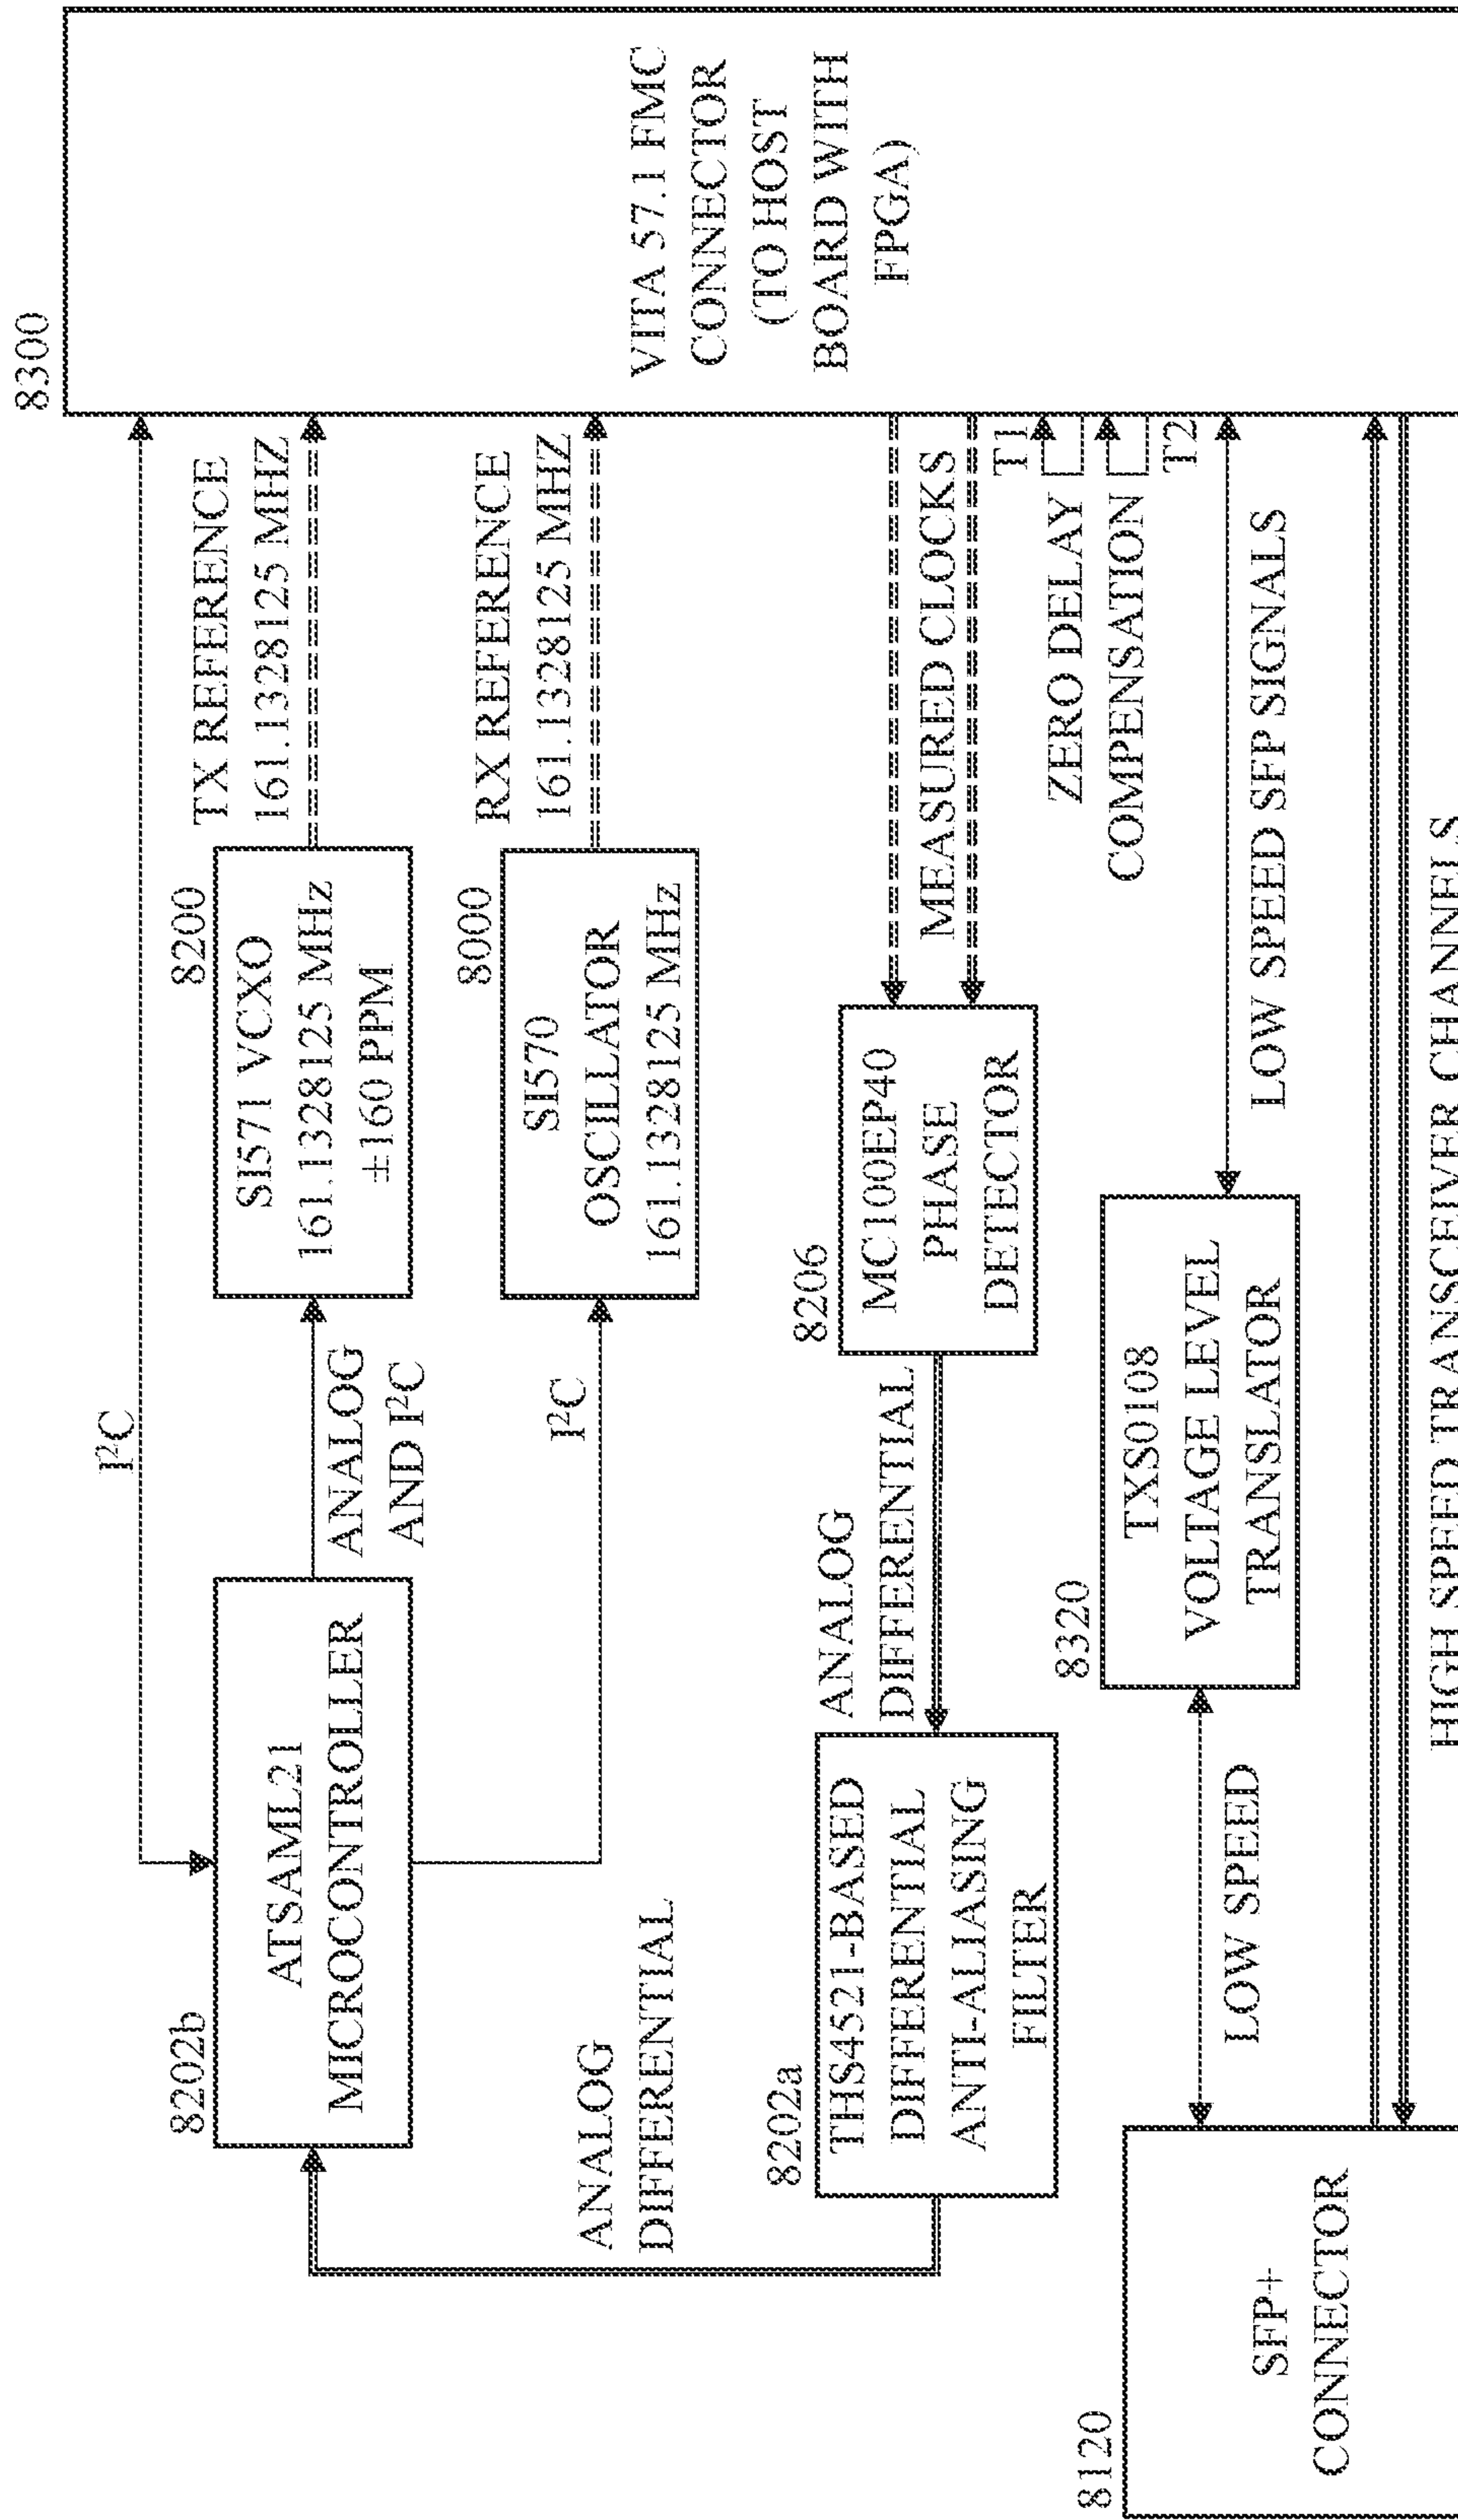 8300
I²C
TX REFERENCE
161.1328125 MHZ
8202b
ATSAML21
MICROCONTROLLER
ANALOG
AND I²C
8200
SI571 VCXO
161.1328125 MHz
±160 PPM
RX REFERENCE
161.1328125 MHZ
I²C
8000
SI570
OSCILLATOR
161.1328125 MHz
VITA 57.1 FMC
CONNECTOR
(TO HOST
BOARD WITH
FPGA)
ANALOG
DIFFERENTIAL
8202a
THS4521-BASED
DIFFERENTIAL
ANTI-ALIASING
FILTER
ANALOG
DIFFERENTIAL
8206
MC100EP40
PHASE
DETECTOR
MEASURED CLOCKS
T1
ZERO DELAY
COMPENSATION
T2
8320
TXS0108
VOLTAGE LEVEL
TRANSLATOR
LOW SPEED SFP SIGNALS
LOW SPEED
8120
SFP+
CONNECTOR
HIGH SPEED TRANSCEIVER CHANNELS